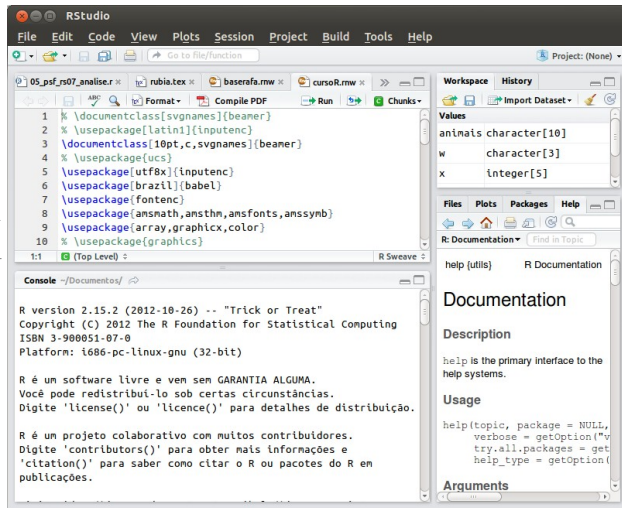 RStudio
File Edit Code View Plots Session Project Build Tools Help
Go to file/function Project: (None)
05_psf_rs07_analise.r × rubia.tex × baserafa.rnw × cursoR.rnw ×
ABC Format Compile PDF Run Chunks
1 % \documentclass[svgnames]{beamer}
2 % \usepackage[latin1]{inputenc}
3 \documentclass[10pt,c,svgnames]{beamer}
4 % \usepackage{ucs}
5 \usepackage[utf8x]{inputenc}
6 \usepackage[brazil]{babel}
7 \usepackage{fontenc}
8 \usepackage{amsmath,amsthm,amsfonts,amssymb}
9 \usepackage{array,graphicx,color}
10 % \usepackage{graphics}
1:1 (Top Level) R Sweave
Console ~/Documentos/
R version 2.15.2 (2012-10-26) -- "Trick or Treat"
Copyright (C) 2012 The R Foundation for Statistical Computing
ISBN 3-900051-07-0
Platform: i686-pc-linux-gnu (32-bit)
R é um software livre e vem sem GARANTIA ALGUMA.
Você pode redistribuí-lo sob certas circunstâncias.
Digite 'license()' ou 'licence()' para detalhes de distribuição.
R é um projeto colaborativo com muitos contribuidores.
Digite 'contributors()' para obter mais informações e
'citation()' para saber como citar o R ou pacotes do R em
publicações.
Workspace History
Import Dataset
Values
animais character[10]
w character[3]
x integer[5]
Files Plots Packages Help
R: Documentation Find in Topic
help {utils} R Documentation
Documentation
Description
help is the primary interface to the
help systems.
Usage
help(topic, package = NULL,
verbose = getOption("v
try.all.packages = get
help_type = getOption(
Arguments